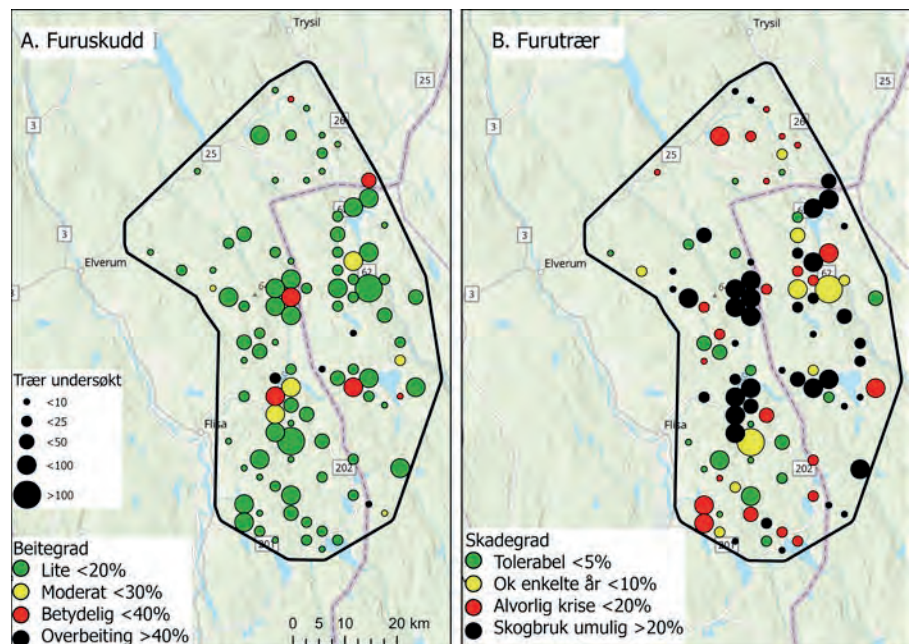 A. Furuskudd
Trysil
25
3
26
25
3
Elverum
62
Trær undersøkt
<10
<25
<50
<100
>100
Flisa
202
201
Beitegrad
Lite <20%
Moderat <30%
Betydelig <40%
Overbeiting >40%
0 10 20 km
B. Furutrær
Trysil
25
3
26
25
3
Elverum
62
Flisa
202
201
Skadegrad
Tolerabel <5%
Ok enkelte år <10%
Alvorlig krise <20%
Skogbruk umulig >20%